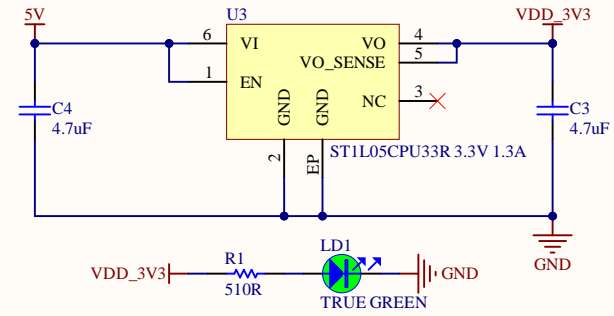 5V
U3
VDD_3V3
6
VI
VO
4
VO_SENSE
5
1
EN
NC
3
C4
4.7uF
GND
GND
C3
4.7uF
2
EP
ST1L05CPU33R 3.3V 1.3A
GND
R1
LD1
VDD_3V3
GND
510R
TRUE GREEN